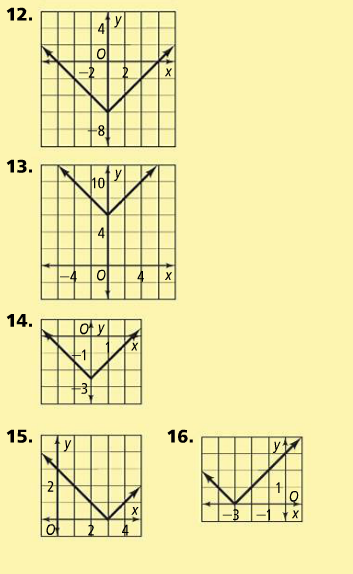 12.
y
4
O
−2 2 x
−8
13.
y
10
4
−4 O 4 x
14.
O y
−1 1 x
−3
15.
y
2
x
O 2 4
16.
y
1 O
−3 −1 x